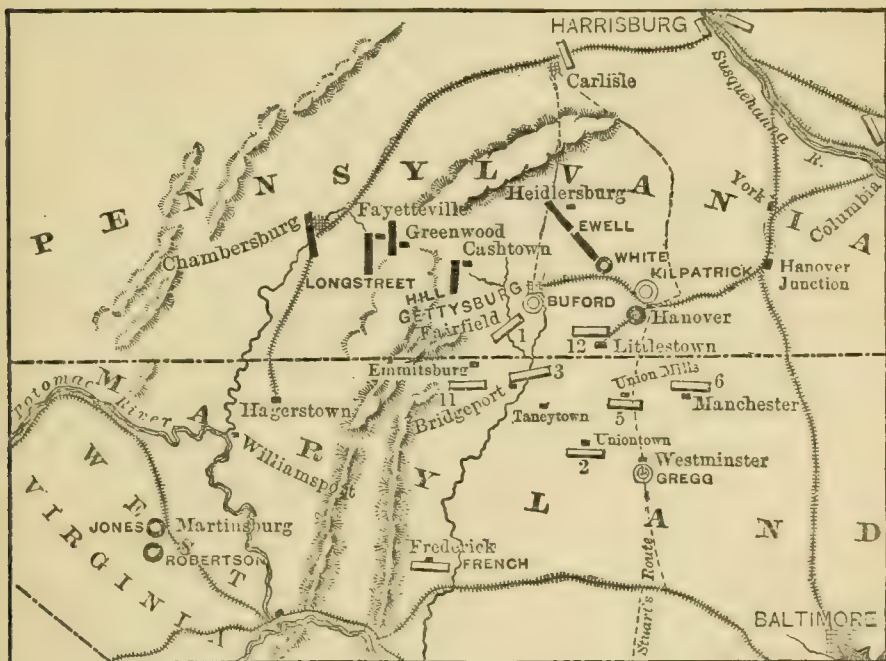 HARRISBURG
Susquehanna R.
Carlisle
PENNSYLVANIA
Heidlersburg
York
Columbia
Fayetteville
EWELL
Chambersburg
Greenwood
Cashtown
WHITE
KILPATRICK
Hanover
Junction
LONGSTREET
HILL
GETTYSBURG
BUFORD
Fairfield
Hanover
1
12
Littlestown
Emmitsburg
3
Union Mills
6
11
Bridgeport
Potomac River
MARYLAND
Hagerstown
Taneytown
5
Manchester
Williamsport
Uniontown
2
Westminster
GREGG
WEST
VIRGINIA
JONES
Martinsburg
ROBERTSON
Frederick
FRENCH
Stuart's Route
BALTIMORE